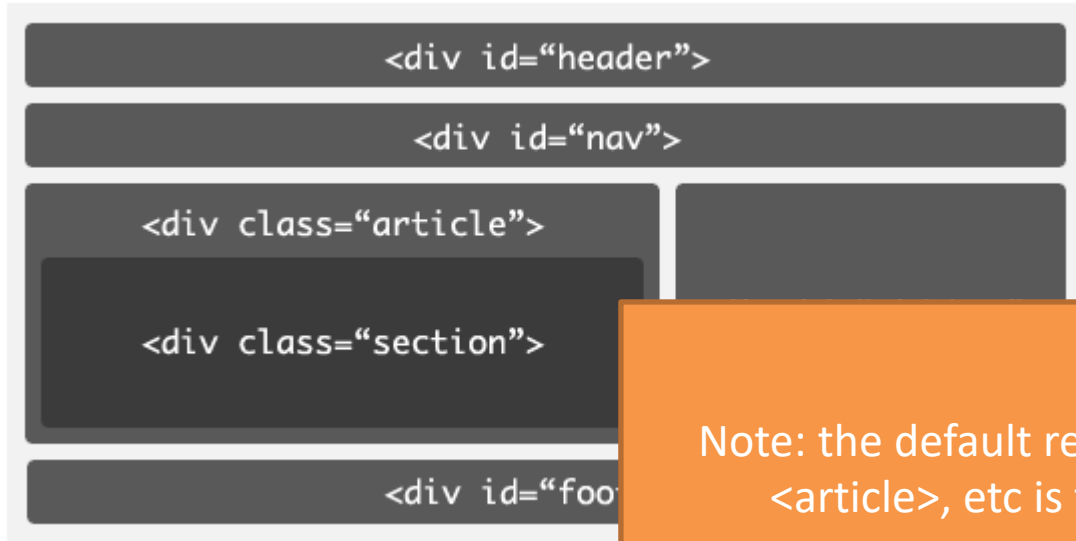 <div id=“header”>
<div id=“nav”>
<div class=“article”>
<div class=“section”>
<div id=“foo
Note: the default re
<article>, etc is